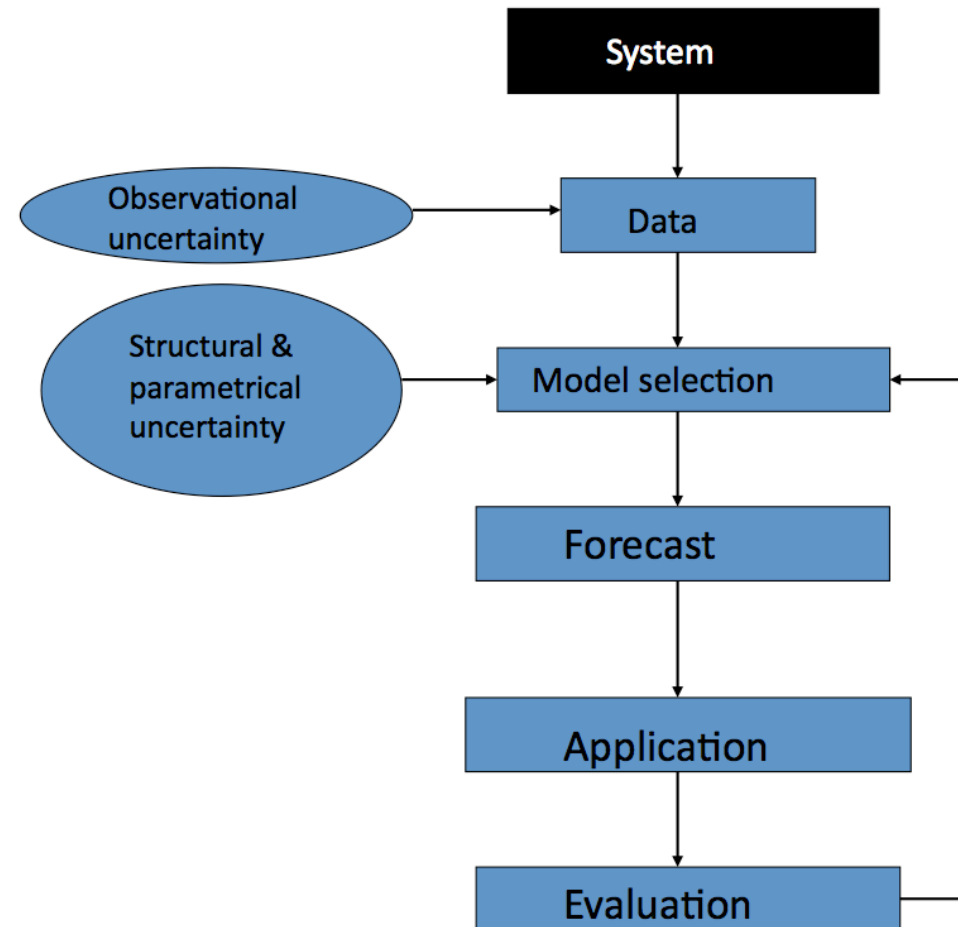 System
Observational
uncertainty
Data
Structural &
parametrical
uncertainty
Model selection
Forecast
Application
Evaluation